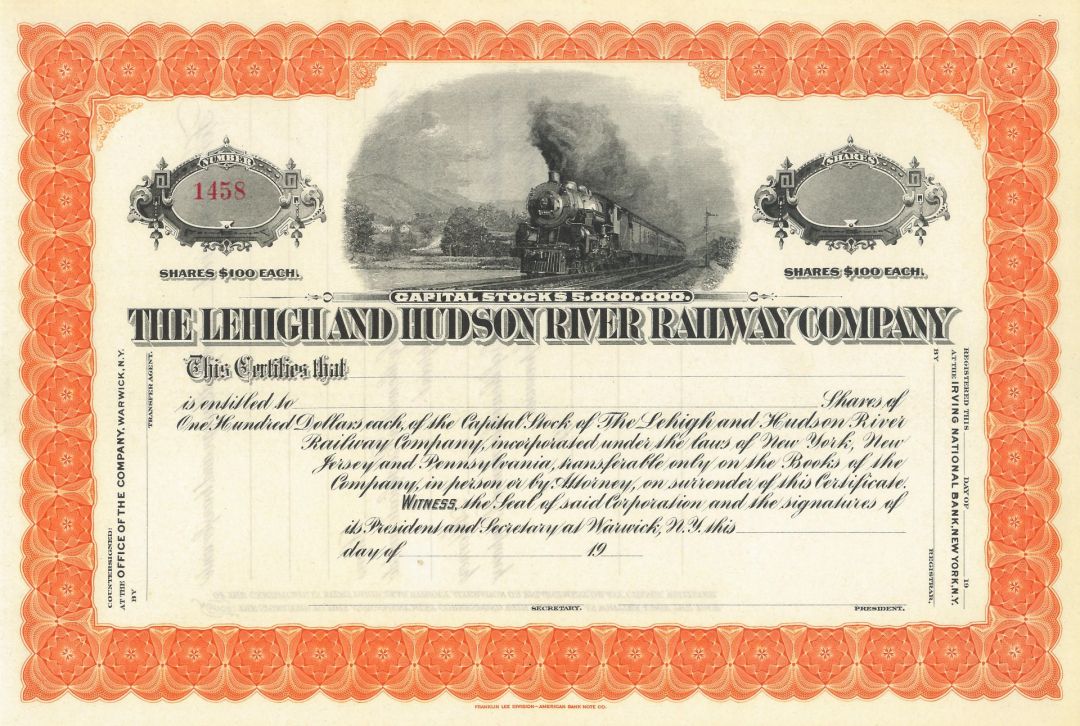 NUMBER
1458
SHARES $100 EACH.
SHARES
SHARES $100 EACH.
CAPITAL STOCK $ 5,000,000.
THE LEHIGH AND HUDSON RIVER RAILWAY COMPANY
This Certifies that
is entitled to Shares of
One Hundred Dollars each, of the Capital Stock of The Lehigh and Hudson River
Railway Company, incorporated under the laws of New York, New
Jersey and Pennsylvania, transferable only on the Books of the
Company, in person or by Attorney, on surrender of this Certificate.
WITNESS, the Seal of said Corporation and the signatures of
its President and Secretary at Warwick, N.Y. this
day of 19
SECRETARY. PRESIDENT.
COUNTERSIGNED:
AT THE OFFICE OF THE COMPANY, WARWICK, N.Y.
BY
TRANSFER AGENT.
REGISTERED THIS DAY OF 19
AT THE IRVING NATIONAL BANK, NEW YORK, N.Y.
BY
REGISTRAR.
FRANKLIN LEE DIVISION-AMERICAN BANK NOTE CO.